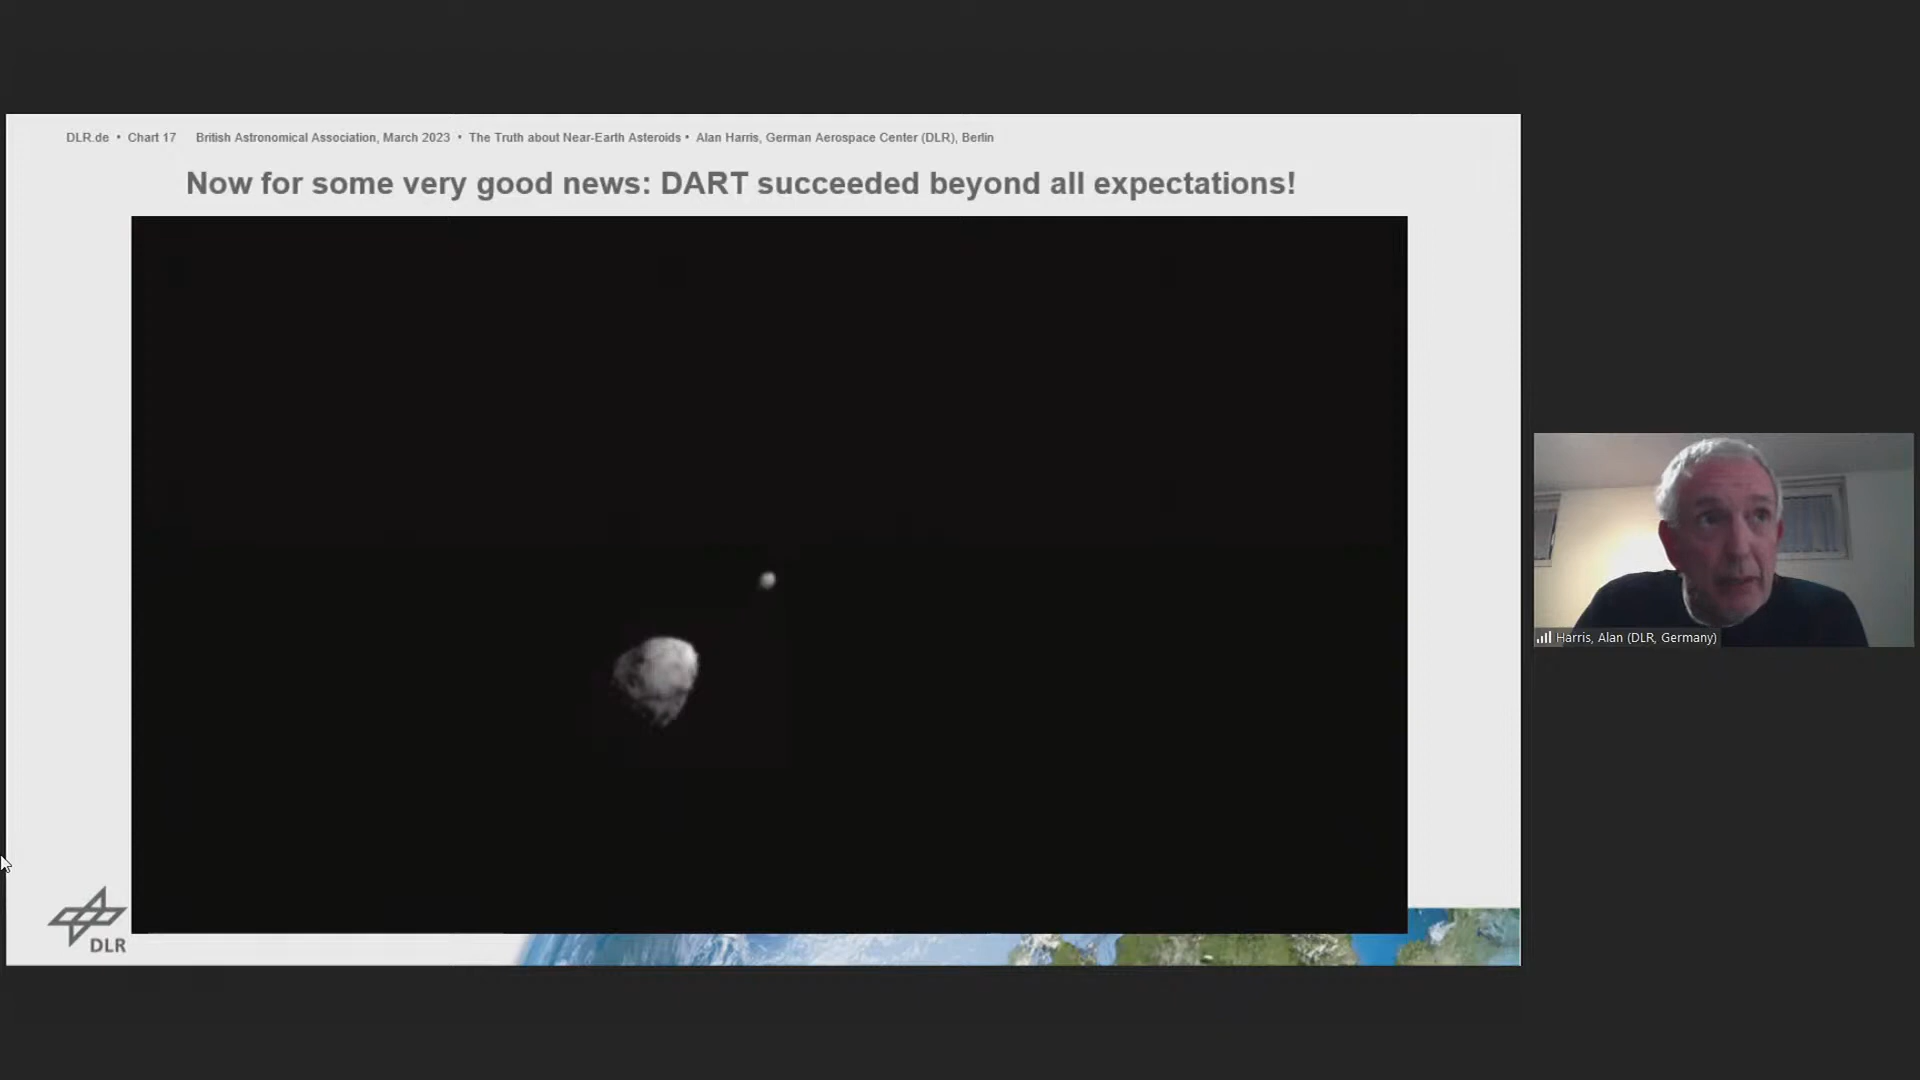 DLR.de • Chart 17 British Astronomical Association, March 2023 • The Truth about Near-Earth Asteroids • Alan Harris, German Aerospace Center (DLR), Berlin
Now for some very good news: DART succeeded beyond all expectations!
Harris, Alan (DLR, Germany)
DLR